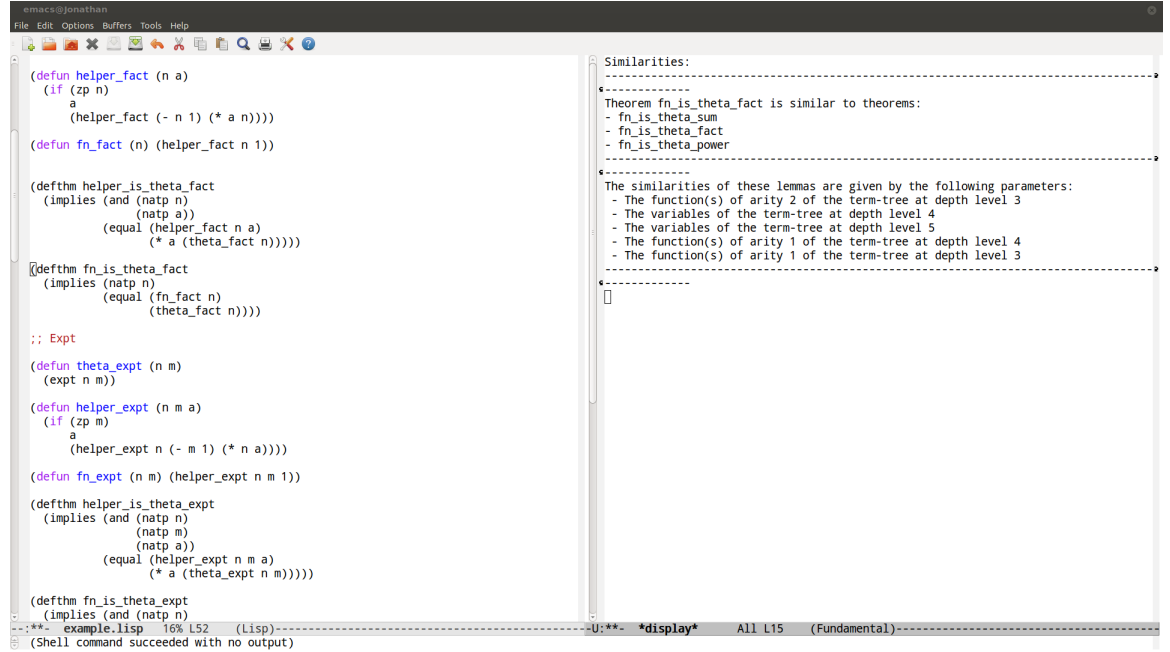 emacs@Jonathan
File Edit Options Buffers Tools Help
(defun helper_fact (n a)
  (if (zp n)
      a
      (helper_fact (- n 1) (* a n))))
(defun fn_fact (n) (helper_fact n 1))
(defthm helper_is_theta_fact
  (implies (and (natp n)
                (natp a))
           (equal (helper_fact n a)
                  (* a (theta_fact n)))))
(defthm fn_is_theta_fact
  (implies (natp n)
           (equal (fn_fact n)
                  (theta_fact n))))
;; Expt
(defun theta_expt (n m)
  (expt n m))
(defun helper_expt (n m a)
  (if (zp m)
      a
      (helper_expt n (- m 1) (* n a))))
(defun fn_expt (n m) (helper_expt n m 1))
(defthm helper_is_theta_expt
  (implies (and (natp n)
                (natp m)
                (natp a))
           (equal (helper_expt n m a)
                  (* a (theta_expt n m)))))
(defthm fn_is_theta_expt
  (implies (and (natp n)
--:**-  example.lisp   16% L52    (Lisp)------------------------------------------
Similarities:
------------------------------------------------------------------------
-------------
Theorem fn_is_theta_fact is similar to theorems:
- fn_is_theta_sum
- fn_is_theta_fact
- fn_is_theta_power
------------------------------------------------------------------------
-------------
The similarities of these lemmas are given by the following parameters:
 - The function(s) of arity 2 of the term-tree at depth level 3
 - The variables of the term-tree at depth level 4
 - The variables of the term-tree at depth level 5
 - The function(s) of arity 1 of the term-tree at depth level 4
 - The function(s) of arity 1 of the term-tree at depth level 3
------------------------------------------------------------------------
-------------
-U:**-  *display*      All L15    (Fundamental)-----------------------------------
(Shell command succeeded with no output)